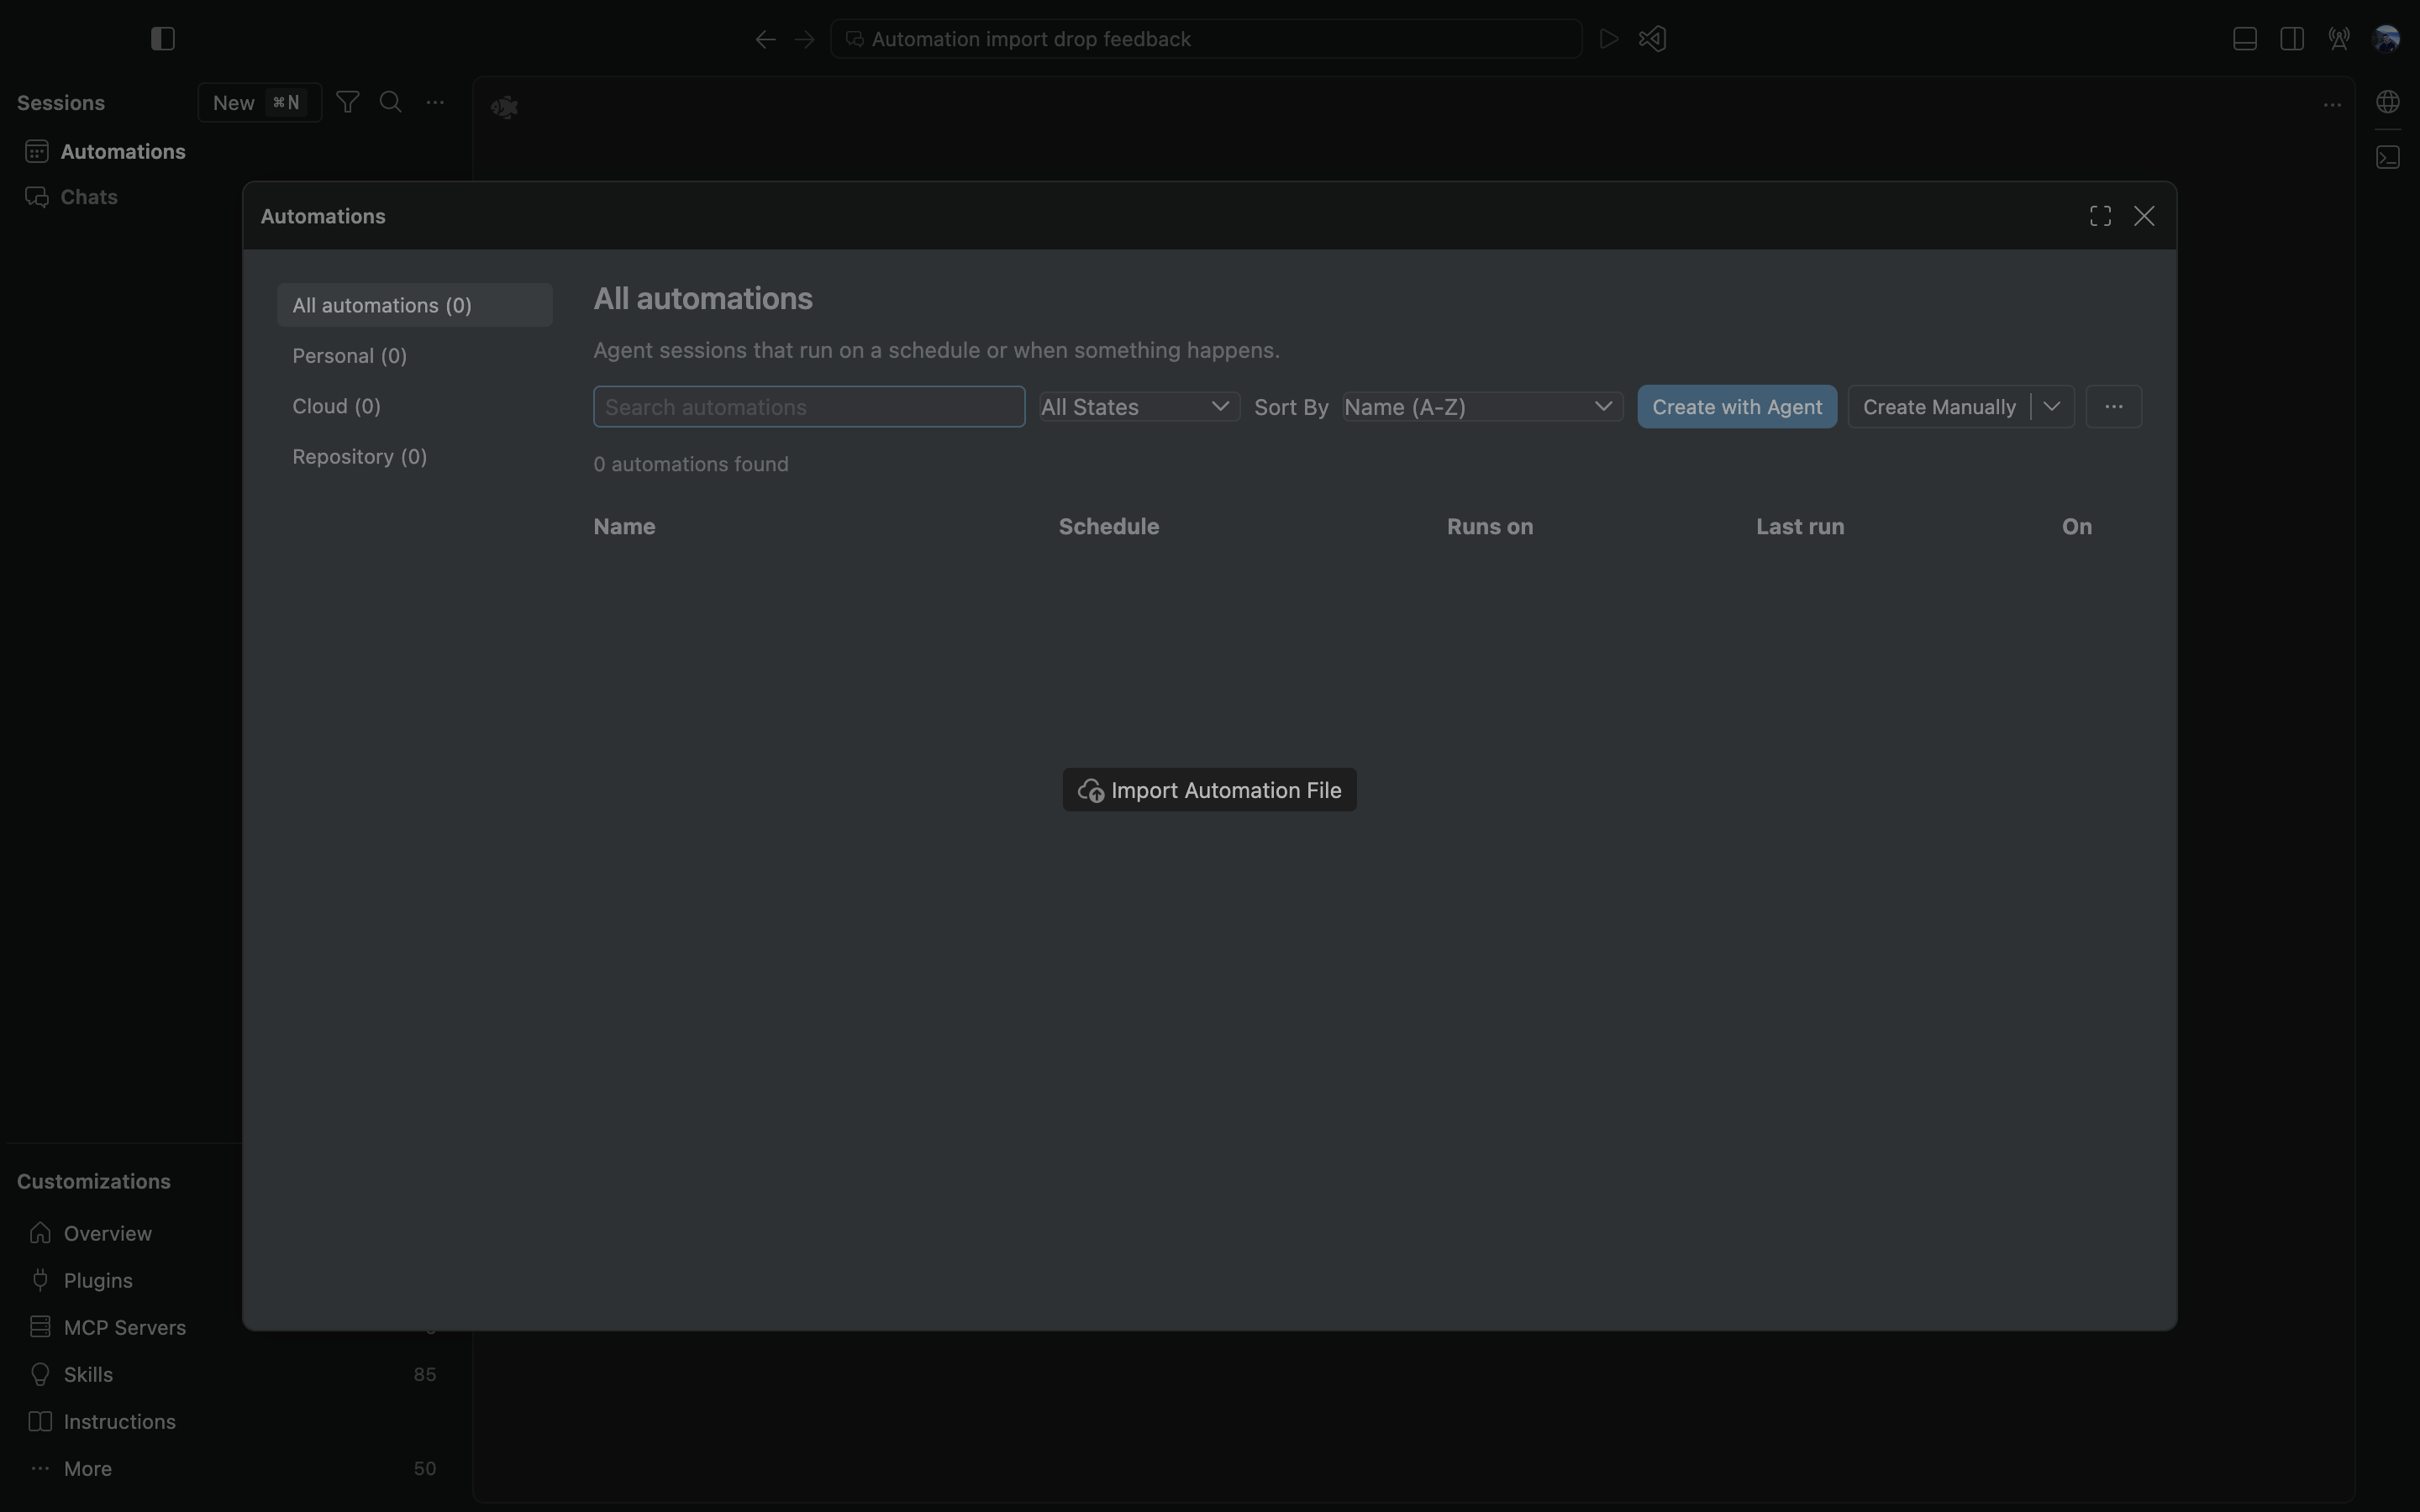 Automation import drop feedback
Sessions
New ⌘N
Automations
Chats
Automations
All automations (0)
Personal (0)
Cloud (0)
Repository (0)
All automations
Agent sessions that run on a schedule or when something happens.
Search automations
All States
Sort By
Name (A-Z)
Create with Agent
Create Manually
0 automations found
Name Schedule Runs on Last run On
Import Automation File
Customizations
Overview
Plugins
MCP Servers
Skills 85
Instructions
More 50